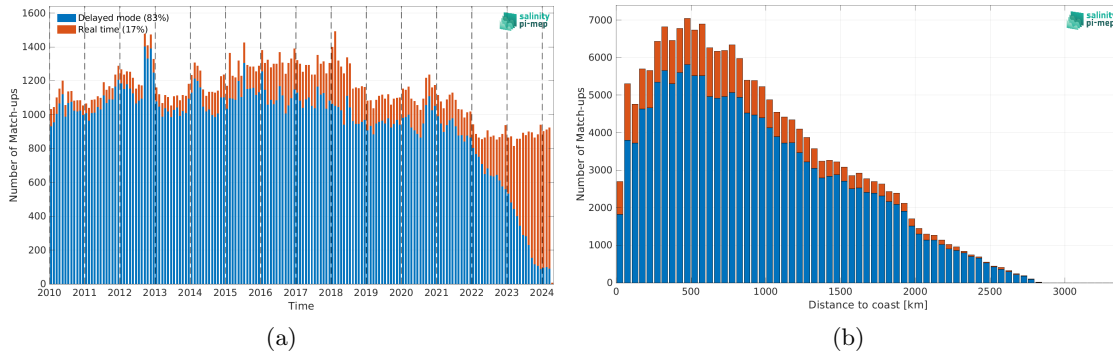 Delayed mode (83%)
Real time (17%)
salinity
pi-mep
1600
1400
1200
1000
800
600
400
200
0
Number of Match-ups
2010 2011 2012 2013 2014 2015 2016 2017 2018 2019 2020 2021 2022 2023 2024
Time
(a)
salinity
pi-mep
7000
6000
5000
4000
3000
2000
1000
0
Number of Match-ups
0 500 1000 1500 2000 2500 3000
Distance to coast [km]
(b)